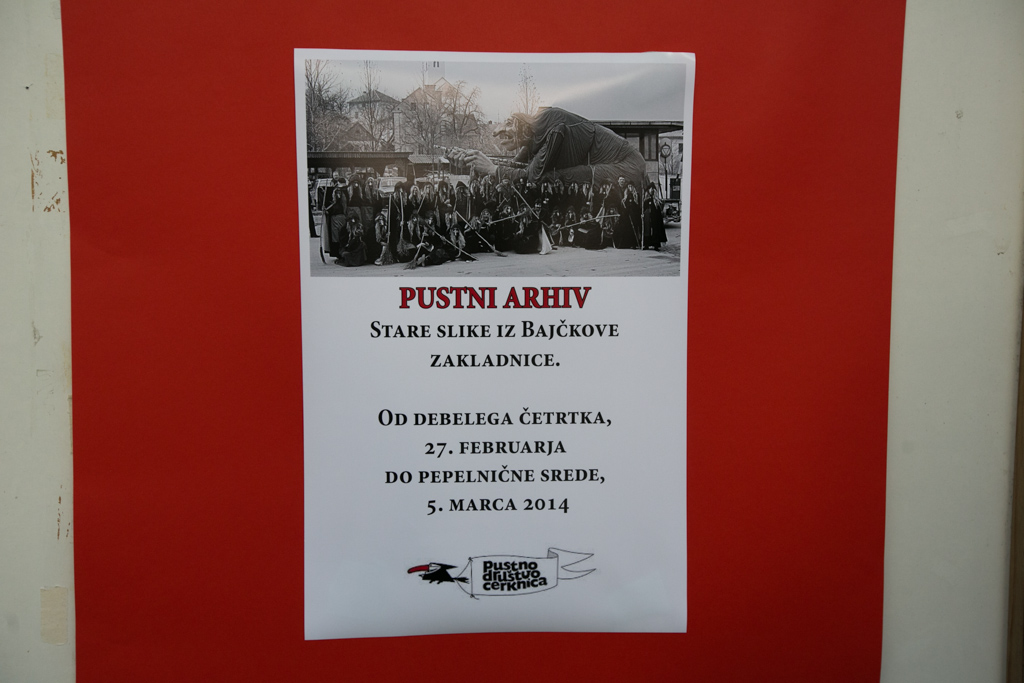 PUSTNI ARHIV
STARE SLIKE IZ BAJČKOVE
ZAKLADNICE.
OD DEBELEGA ČETRTKA,
27. FEBRUARJA
DO PEPELNIČNE SREDE,
5. MARCA 2014
Pustno
društvo
cerknica